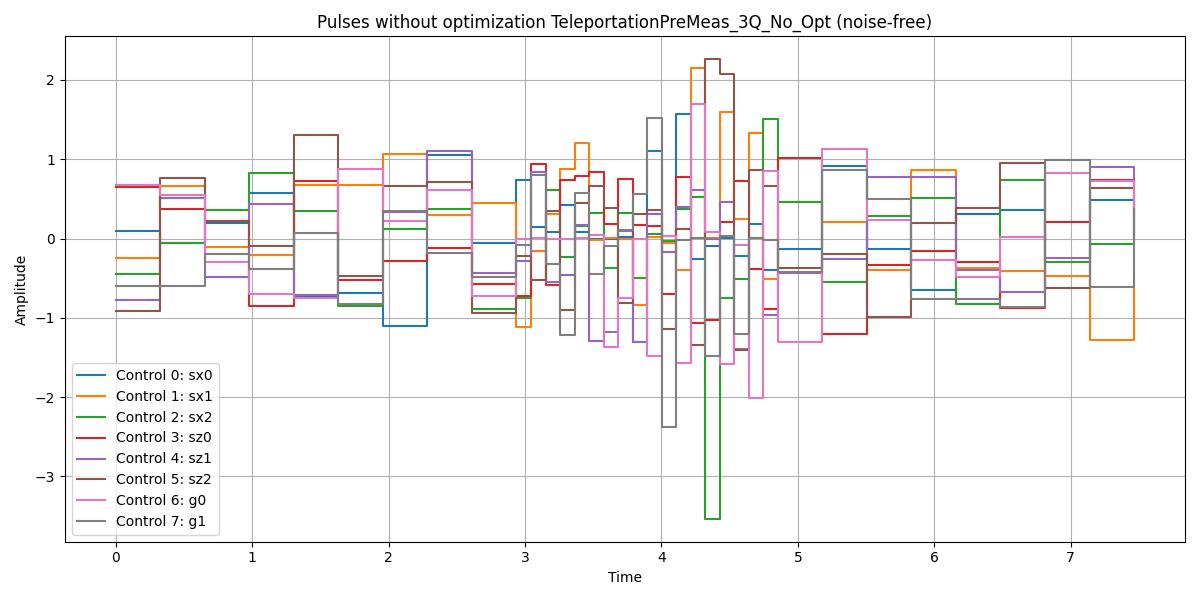 Pulses without optimization TeleportationPreMeas_3Q_No_Opt (noise-free)
Amplitude
2
1
0
−1
−2
−3
Control 0: sx0
Control 1: sx1
Control 2: sx2
Control 3: sz0
Control 4: sz1
Control 5: sz2
Control 6: g0
Control 7: g1
0 1 2 3 4 5 6 7
Time